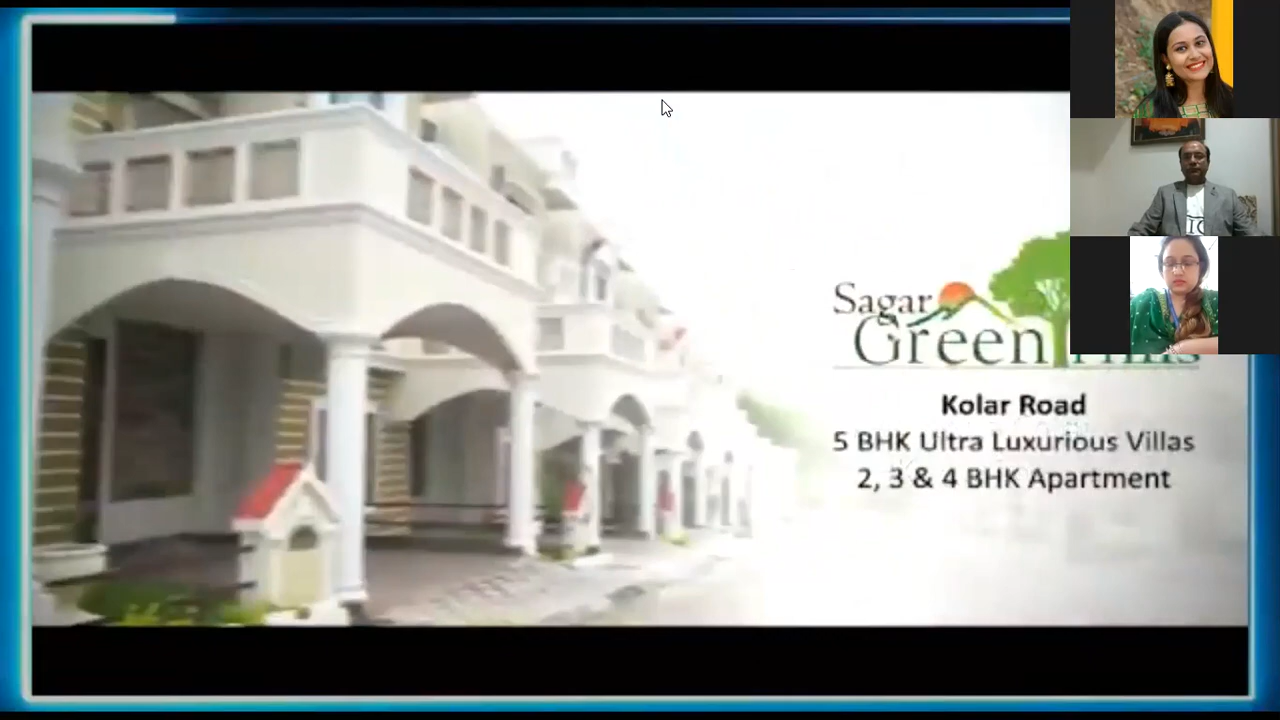 Sagar
Green
Kolar Road
5 BHK Ultra Luxurious Villas
2, 3 & 4 BHK Apartment